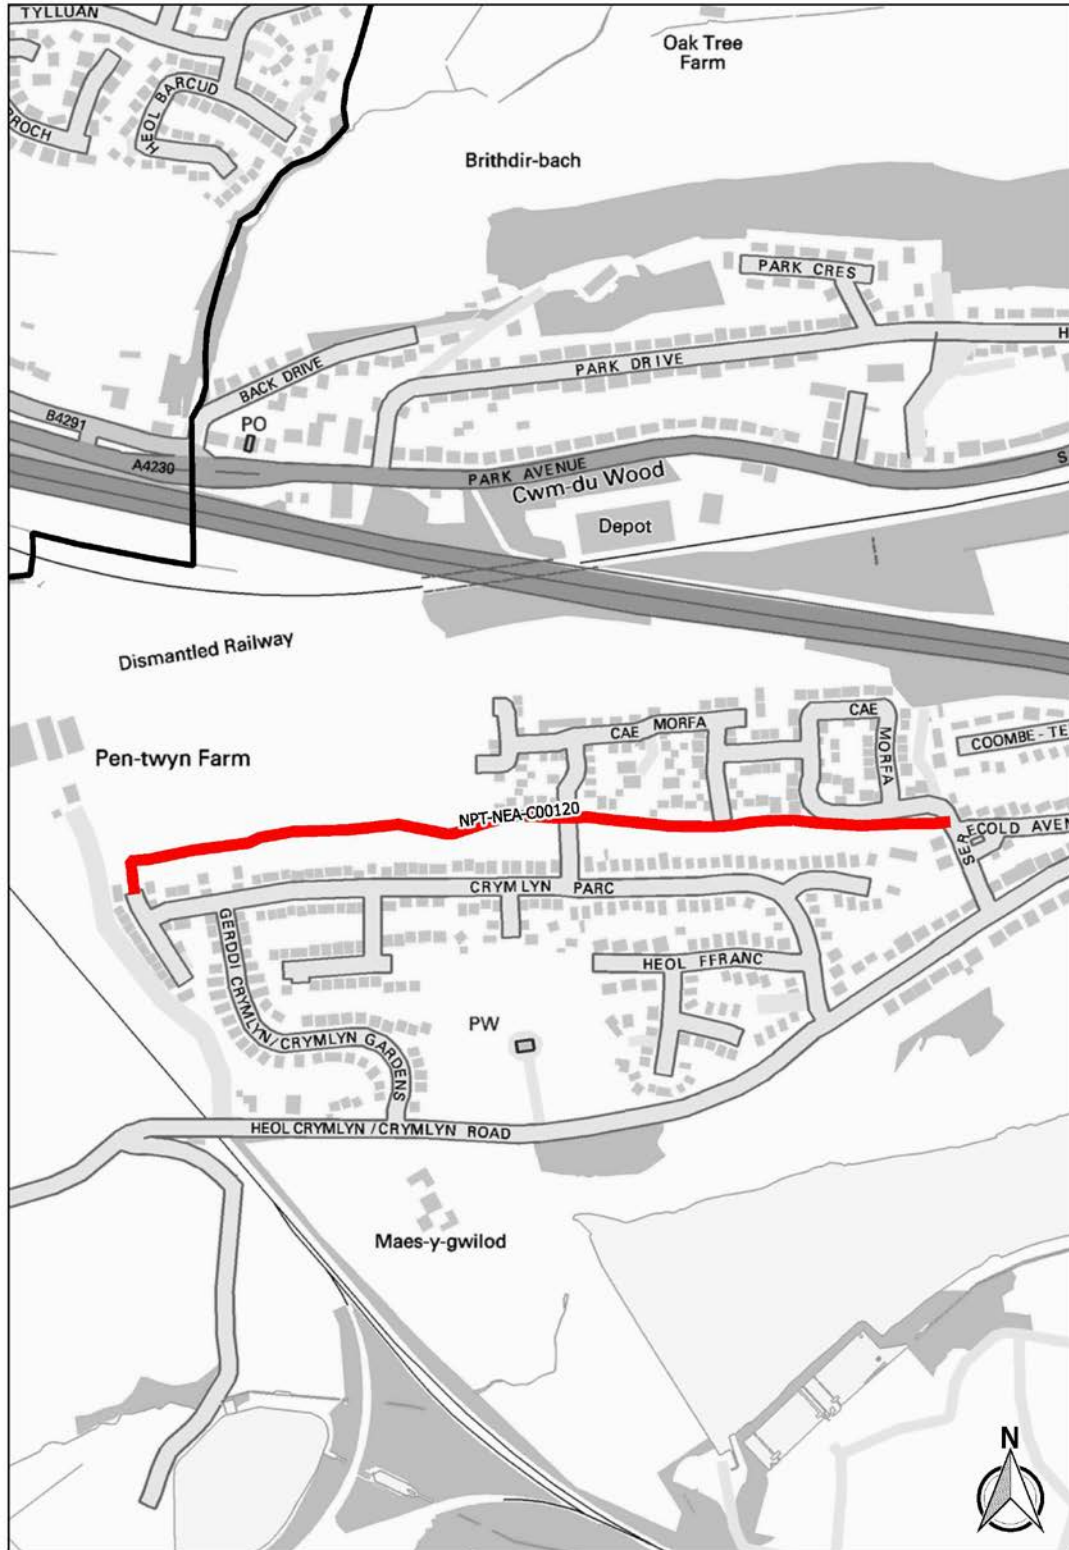 TYLLUAN
Oak Tree
Farm
HEOL BARCUD
Brithdir-bach
PARK CRES
H
PARK DRIVE
BACK DRIVE
B4291
PO
A4230
PARK AVENUE
S
Cwm-du Wood
Depot
Dismantled Railway
CAE
CAE MORFA
MORFA
COOMBE-TE
Pen-twyn Farm
NPT-NEA-C00120
ECOLD AVEN
SER
CRYMLYN PARC
GERDDI CRYMLYN/CRYMLYN GARDENS
HEOL FFRANC
PW
HEOL CRYMLYN / CRYMLYN ROAD
Maes-y-gwilod
N